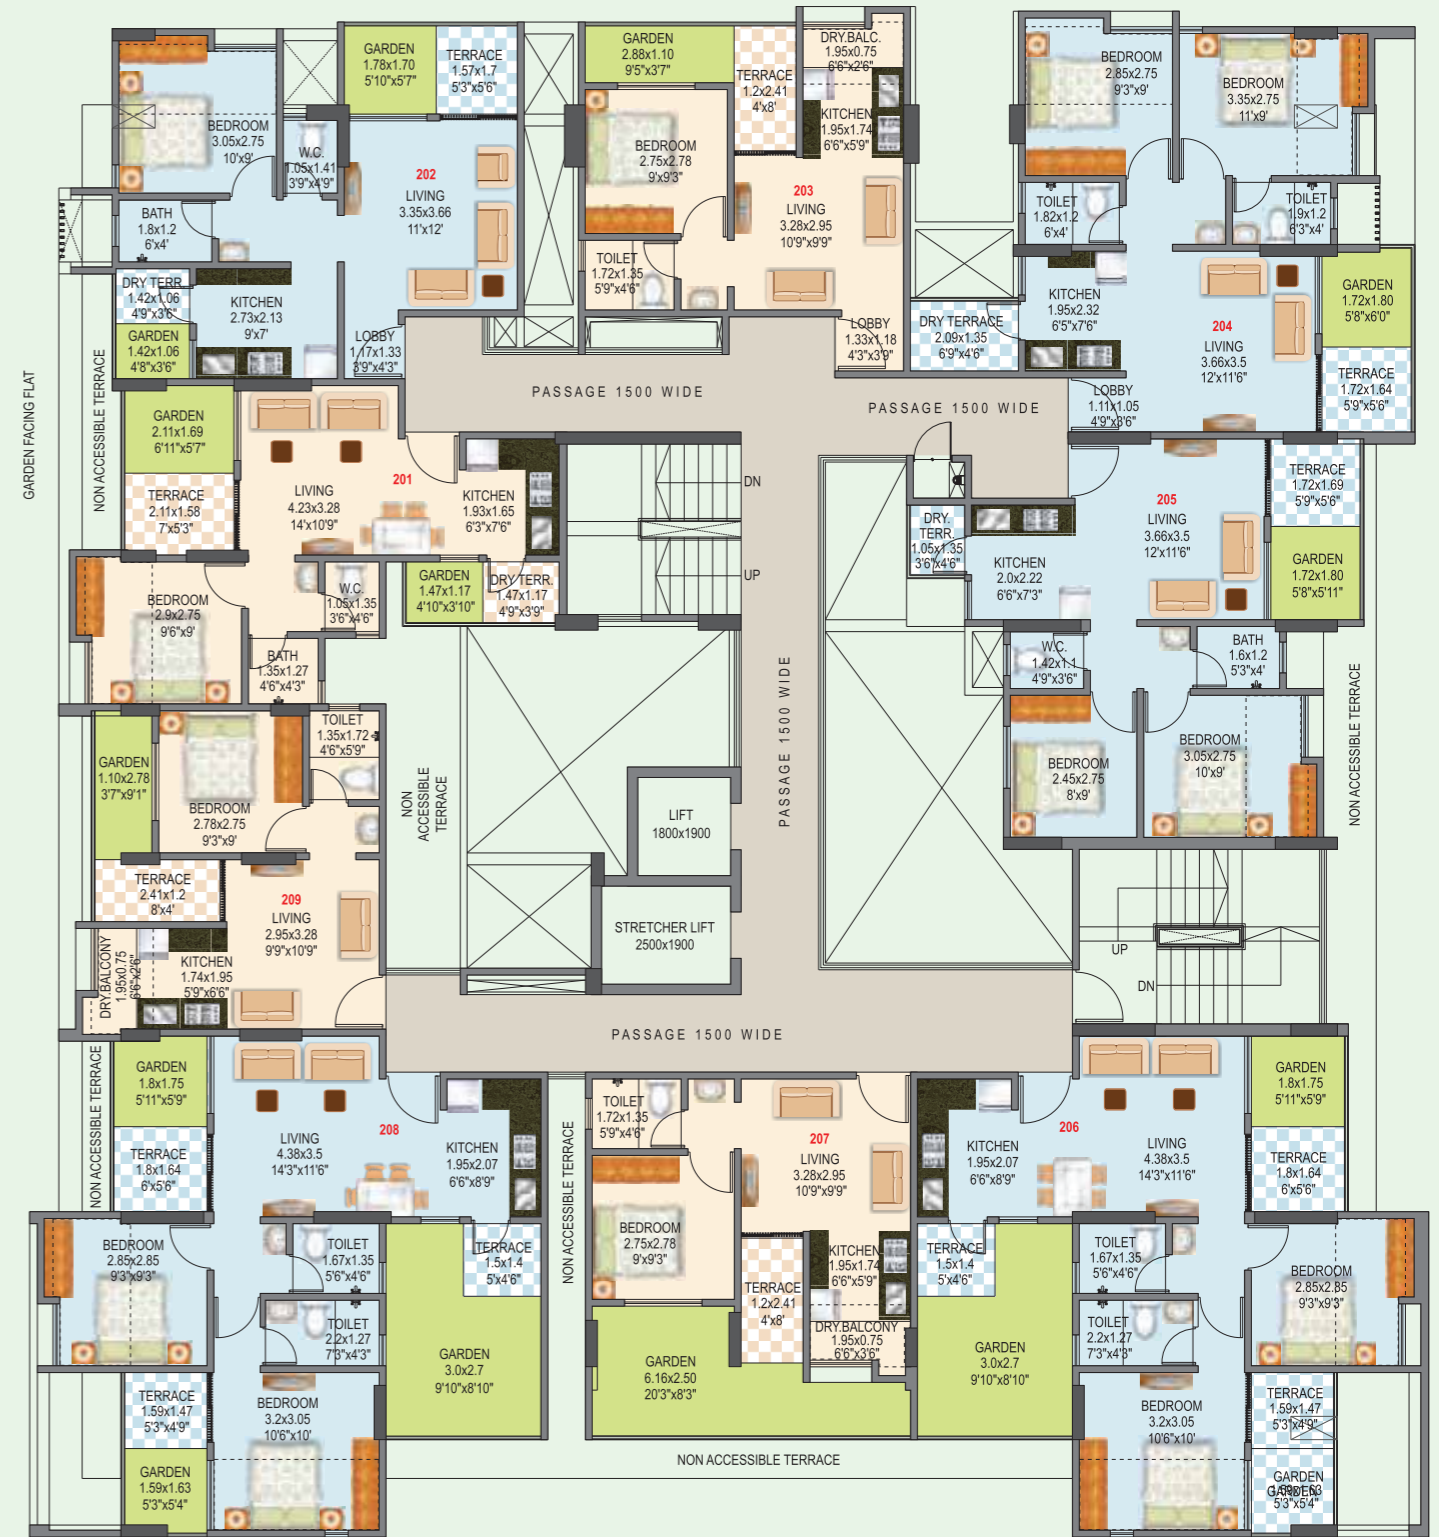 GARDEN
1.78x1.70
5'10"x5'7"
TERRACE
1.57x1.7
5'3"x5'6"
BEDROOM
3.05x2.75
10'x9'
W.C.
1.05x1.41
3'9"x4'9"
202
LIVING
3.35x3.66
11'x12'
BATH
1.8x1.2
6'x4'
DRY TERR.
1.42x1.06
4'9"x3'6"
GARDEN
1.42x1.06
4'8"x3'6"
KITCHEN
2.73x2.13
9'x7'
LOBBY
1.17x1.33
3'9"x4'3"
GARDEN
2.88x1.10
9'5"x3'7"
TERRACE
1.2x2.41
4'x8'
DRY.BALC.
1.95x0.75
6'6"x2'6"
KITCHEN
1.95x1.74
6'6"x5'9"
BEDROOM
2.75x2.78
9'x9'3"
203
LIVING
3.28x2.95
10'9"x9'9"
TOILET
1.72x1.35
5'9"x4'6"
LOBBY
1.33x1.18
4'3"x3'9"
BEDROOM
2.85x2.75
9'3"x9'
BEDROOM
3.35x2.75
11'x9'
TOILET
1.82x1.2
6'x4'
TOILET
1.9x1.2
6'3"x4'
KITCHEN
1.95x2.32
6'5"x7'6"
DRY TERRACE
2.09x1.35
6'9"x4'6"
204
LIVING
3.66x3.5
12'x11'6"
GARDEN
1.72x1.80
5'8"x6'0"
TERRACE
1.72x1.64
5'9"x5'6"
LOBBY
1.11x1.05
4'9"x3'6"
PASSAGE 1500 WIDE
PASSAGE 1500 WIDE
GARDEN FACING FLAT
NON ACCESSIBLE TERRACE
GARDEN
2.11x1.69
6'11"x5'7"
TERRACE
2.11x1.58
7'x5'3"
201
LIVING
4.23x3.28
14'x10'9"
KITCHEN
1.93x1.65
6'3"x7'6"
GARDEN
1.47x1.17
4'10"x3'10"
DRY TERR.
1.47x1.17
4'9"x3'9"
BEDROOM
2.9x2.75
9'6"x9'
W.C.
1.05x1.35
3'6"x4'6"
BATH
1.35x1.27
4'6"x4'3"
DN
UP
PASSAGE 1500 WIDE
205
LIVING
3.66x3.5
12'x11'6"
TERRACE
1.72x1.69
5'9"x5'6"
GARDEN
1.72x1.80
5'8"x5'11"
DRY.
TERR.
1.05x1.35
3'6"x4'6"
KITCHEN
2.0x2.22
6'6"x7'3"
W.C.
1.42x1.1
4'9"x3'6"
BATH
1.6x1.2
5'3"x4'
BEDROOM
2.45x2.75
8'x9'
BEDROOM
3.05x2.75
10'x9'
NON ACCESSIBLE TERRACE
GARDEN
1.10x2.78
3'7"x9'1"
BEDROOM
2.78x2.75
9'3"x9'
TOILET
1.35x1.72
4'6"x5'9"
TERRACE
2.41x1.2
8'x4'
209
LIVING
2.95x3.28
9'9"x10'9"
DRY.BALCONY
1.95x0.75
6'6"x2'6"
KITCHEN
1.74x1.95
5'9"x6'6"
NON
ACCESSIBLE
TERRACE
LIFT
1800x1900
STRETCHER LIFT
2500x1900
UP
DN
PASSAGE 1500 WIDE
NON ACCESSIBLE TERRACE
GARDEN
1.8x1.75
5'11"x5'9"
TERRACE
1.8x1.64
6'x5'6"
208
LIVING
4.38x3.5
14'3"x11'6"
KITCHEN
1.95x2.07
6'6"x8'9"
BEDROOM
2.85x2.85
9'3"x9'3"
TOILET
1.67x1.35
5'6"x4'6"
TOILET
2.2x1.27
7'3"x4'3"
TERRACE
1.5x1.4
5'x4'6"
GARDEN
3.0x2.7
9'10"x8'10"
TERRACE
1.59x1.47
5'3"x4'9"
GARDEN
1.59x1.63
5'3"x5'4"
BEDROOM
3.2x3.05
10'6"x10'
NON ACCESSIBLE TERRACE
TOILET
1.72x1.35
5'9"x4'6"
207
LIVING
3.28x2.95
10'9"x9'9"
BEDROOM
2.75x2.78
9'x9'3"
KITCHEN
1.95x1.74
6'6"x5'9"
TERRACE
1.2x2.41
4'x8'
DRY.BALCONY
1.95x0.75
6'6"x3'6"
GARDEN
6.16x2.50
20'3"x8'3"
206
KITCHEN
1.95x2.07
6'6"x8'9"
LIVING
4.38x3.5
14'3"x11'6"
GARDEN
1.8x1.75
5'11"x5'9"
TERRACE
1.8x1.64
6'x5'6"
TERRACE
1.5x1.4
5'x4'6"
GARDEN
3.0x2.7
9'10"x8'10"
TOILET
1.67x1.35
5'6"x4'6"
TOILET
2.2x1.27
7'3"x4'3"
BEDROOM
2.85x2.85
9'3"x9'3"
BEDROOM
3.2x3.05
10'6"x10'
TERRACE
1.59x1.47
5'3"x4'9"
GARDEN
GARDEN
5'3"x5'4"
NON ACCESSIBLE TERRACE